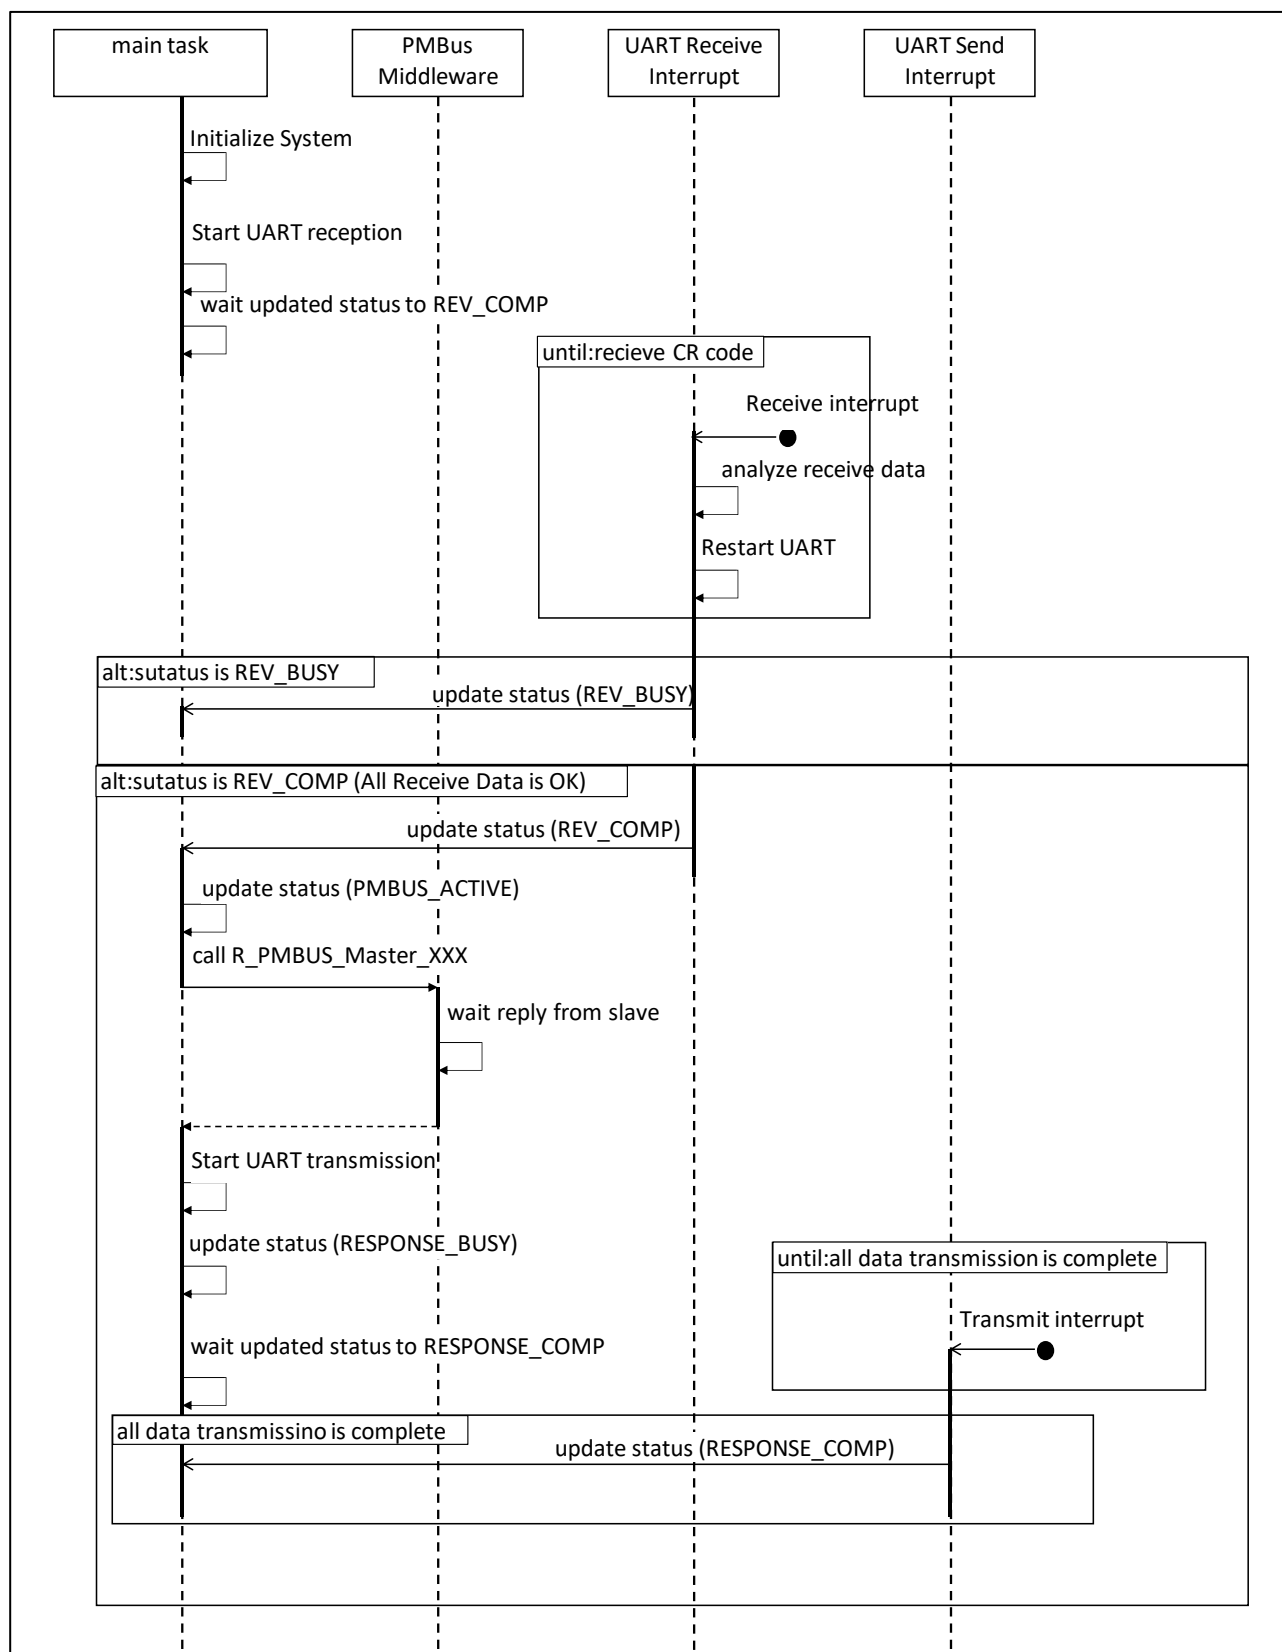 main task
PMBus
Middleware
UART Receive
Interrupt
UART Send
Interrupt
Initialize System
Start UART reception
wait updated status to REV_COMP
until:recieve CR code
Receive interrupt
analyze receive data
Restart UART
alt:sutatus is REV_BUSY
update status (REV_BUSY)
alt:sutatus is REV_COMP (All Receive Data is OK)
update status (REV_COMP)
update status (PMBUS_ACTIVE)
call R_PMBUS_Master_XXX
wait reply from slave
Start UART transmission
update status (RESPONSE_BUSY)
until:all data transmission is complete
Transmit interrupt
wait updated status to RESPONSE_COMP
all data transmissino is complete
update status (RESPONSE_COMP)